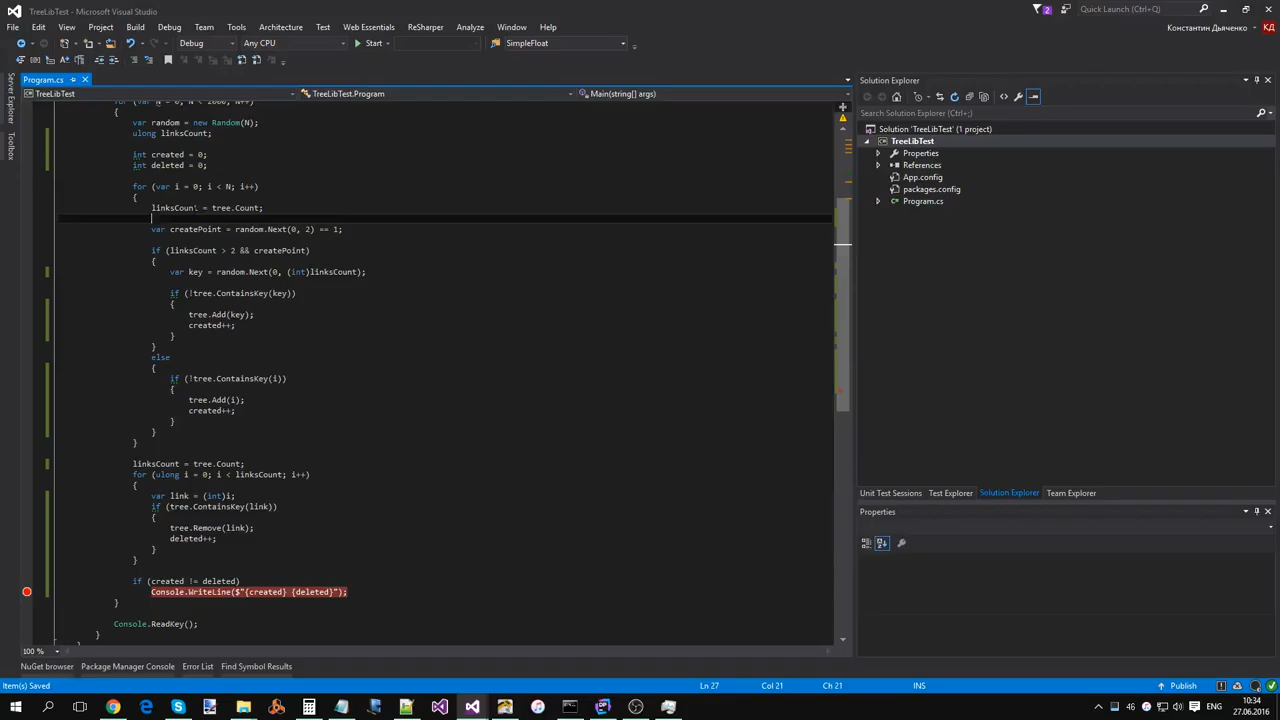 TreeLibTest - Microsoft Visual Studio
2
Quick Launch (Ctrl+Q)
File Edit View Project Build Debug Team Tools Architecture Test Web Essentials ReSharper Analyze Window Help
Константин Дьяченко КД
Debug Any CPU Start SimpleFloat
Server Explorer
Toolbox
Program.cs
TreeLibTest TreeLibTest.Program Main(string[] args)
for (var N = 0; N < 2000; N++)
{
var random = new Random(N);
ulong linksCount;
int created = 0;
int deleted = 0;
for (var i = 0; i < N; i++)
{
linksCount = tree.Count;
var createPoint = random.Next(0, 2) == 1;
if (linksCount > 2 && createPoint)
{
var key = random.Next(0, (int)linksCount);
if (!tree.ContainsKey(key))
{
tree.Add(key);
created++;
}
}
else
{
if (!tree.ContainsKey(i))
{
tree.Add(i);
created++;
}
}
}
linksCount = tree.Count;
for (ulong i = 0; i < linksCount; i++)
{
var link = (int)i;
if (tree.ContainsKey(link))
{
tree.Remove(link);
deleted++;
}
}
if (created != deleted)
Console.WriteLine($"{created} {deleted}");
}
Console.ReadKey();
}
100 %
Solution Explorer
Search Solution Explorer (Ctrl+;)
Solution 'TreeLibTest' (1 project)
TreeLibTest
Properties
References
App.config
packages.config
Program.cs
Unit Test Sessions Test Explorer Solution Explorer Team Explorer
Properties
NuGet browser Package Manager Console Error List Find Symbol Results
Item(s) Saved Ln 27 Col 21 Ch 21 INS Publish
ENG
10:34
27.06.2016